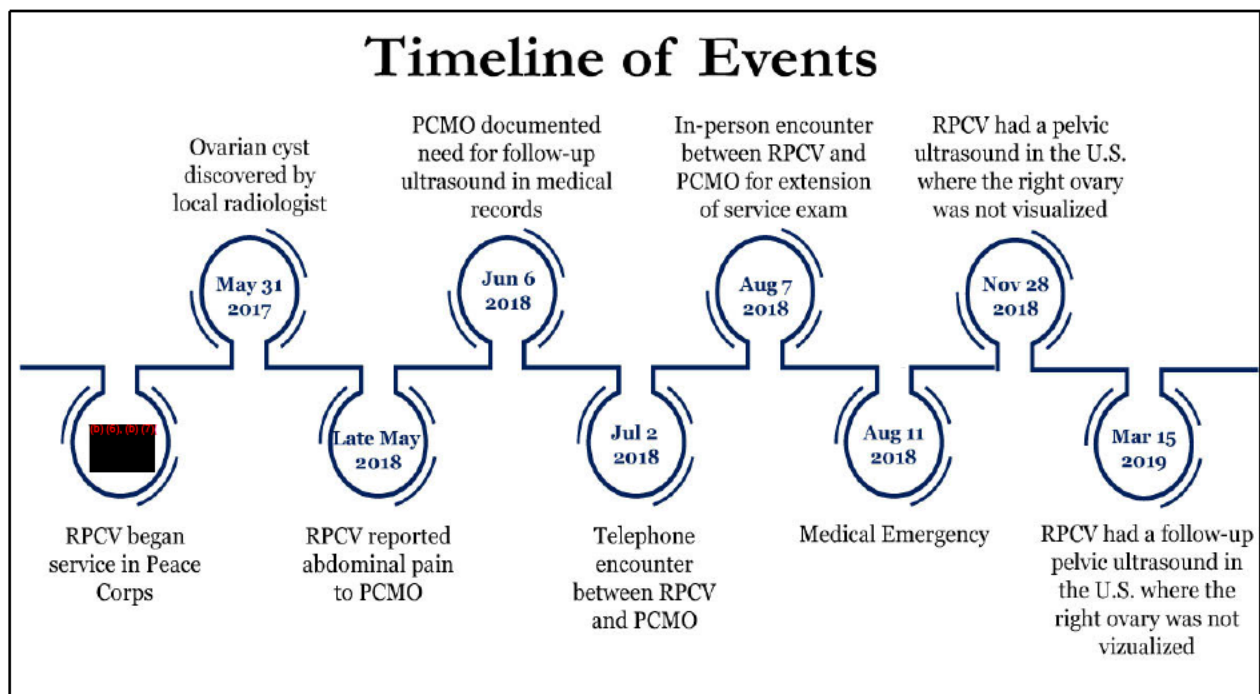 Timeline of Events
Ovarian cyst
discovered by
local radiologist
PCMO documented
need for follow-up
ultrasound in medical
records
In-person encounter
between RPCV and
PCMO for extension
of service exam
RPCV had a pelvic
ultrasound in the U.S.
where the right ovary
was not visualized
May 31
2017
Jun 6
2018
Aug 7
2018
Nov 28
2018
(b) (6), (b) (7)
Late May
2018
Jul 2
2018
Aug 11
2018
Mar 15
2019
RPCV began
service in Peace
Corps
RPCV reported
abdominal pain
to PCMO
Telephone
encounter
between RPCV
and PCMO
Medical Emergency
RPCV had a follow-up
pelvic ultrasound in
the U.S. where the
right ovary was not
vizualized